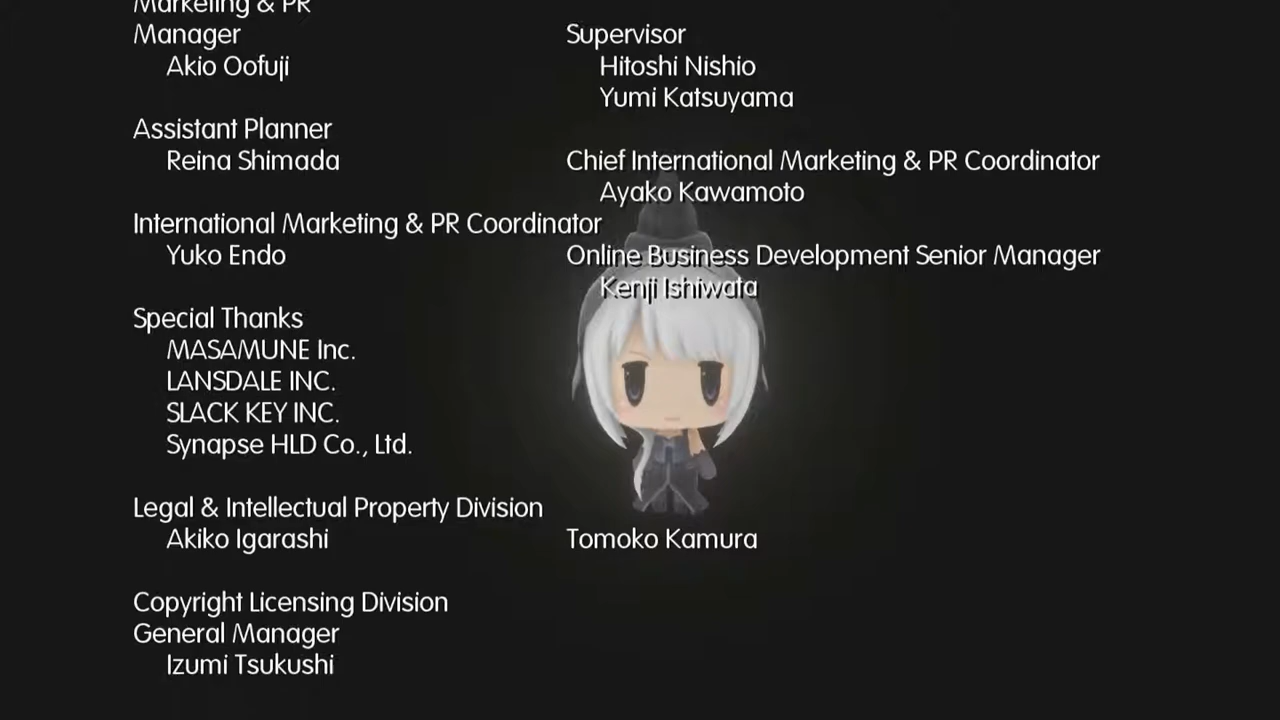 Marketing & PR
Manager
Akio Oofuji
Supervisor
Hitoshi Nishio
Yumi Katsuyama
Assistant Planner
Reina Shimada
Chief International Marketing & PR Coordinator
Ayako Kawamoto
International Marketing & PR Coordinator
Yuko Endo
Online Business Development Senior Manager
Kenji Ishiwata
Special Thanks
MASAMUNE Inc.
LANSDALE INC.
SLACK KEY INC.
Synapse HLD Co., Ltd.
Legal & Intellectual Property Division
Akiko Igarashi
Tomoko Kamura
Copyright Licensing Division
General Manager
Izumi Tsukushi